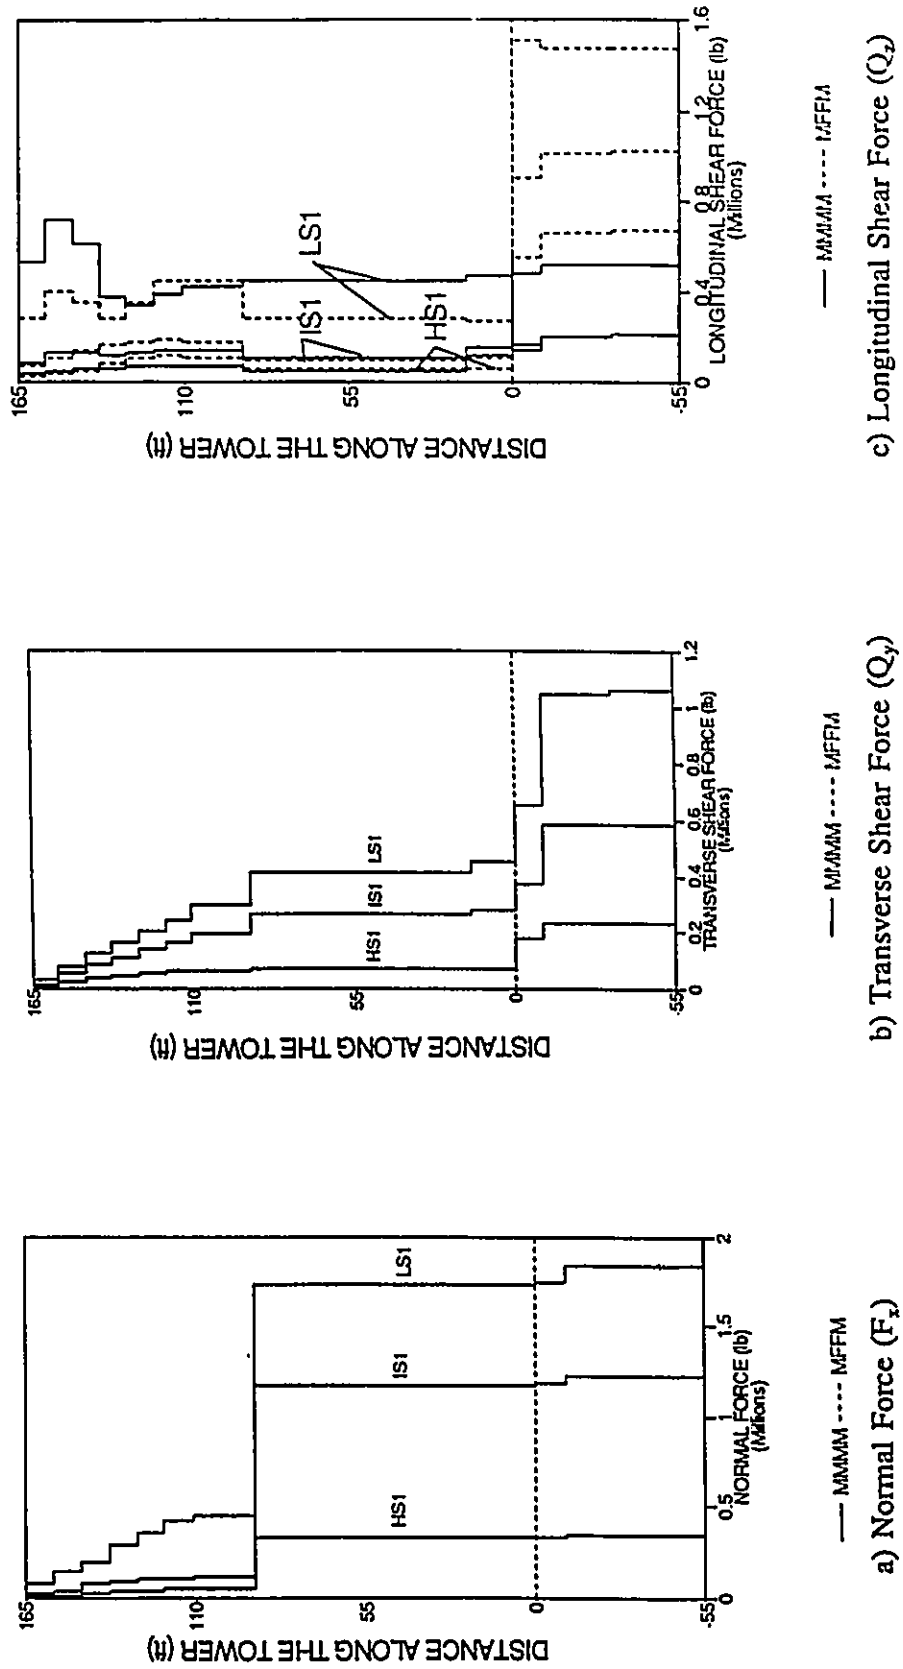 165
110
55
0
-55
DISTANCE ALONG THE TOWER (ft)
0
0.5
1
1.5
2
NORMAL FORCE (lb)
(Millions)
HS1
IS1
LS1
MMMM ---- MFFM
a) Normal Force (Fx)
165
110
55
0
-55
DISTANCE ALONG THE TOWER (ft)
0
0.2
0.4
0.6
0.8
1
1.2
TRANSVERSE SHEAR FORCE (lb)
(Millions)
HS1
IS1
LS1
MMMM ---- MFFM
b) Transverse Shear Force (Qy)
165
110
55
0
-55
DISTANCE ALONG THE TOWER (ft)
0
0.4
0.8
1.2
1.6
LONGITUDINAL SHEAR FORCE (lb)
(Millions)
HS1
IS1
LS1
MMMM ---- MFFM
c) Longitudinal Shear Force (Qz)